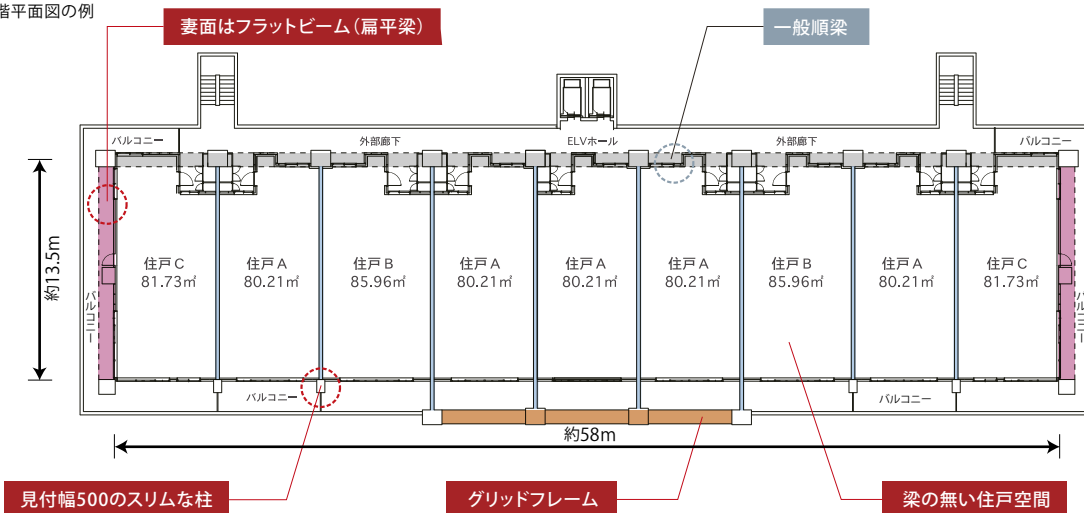 階平面図の例
妻面はフラットビーム(扁平梁)
一般順梁
バルコニー
外部廊下
ELVホール
外部廊下
バルコニー
約13.5m
バルコニー
住戸C
81.73㎡
住戸A
80.21㎡
住戸B
85.96㎡
住戸A
80.21㎡
住戸A
80.21㎡
住戸A
80.21㎡
住戸B
85.96㎡
住戸A
80.21㎡
住戸C
81.73㎡
バルコニー
バルコニー
バルコニー
約58m
見付幅500のスリムな柱
グリッドフレーム
梁の無い住戸空間